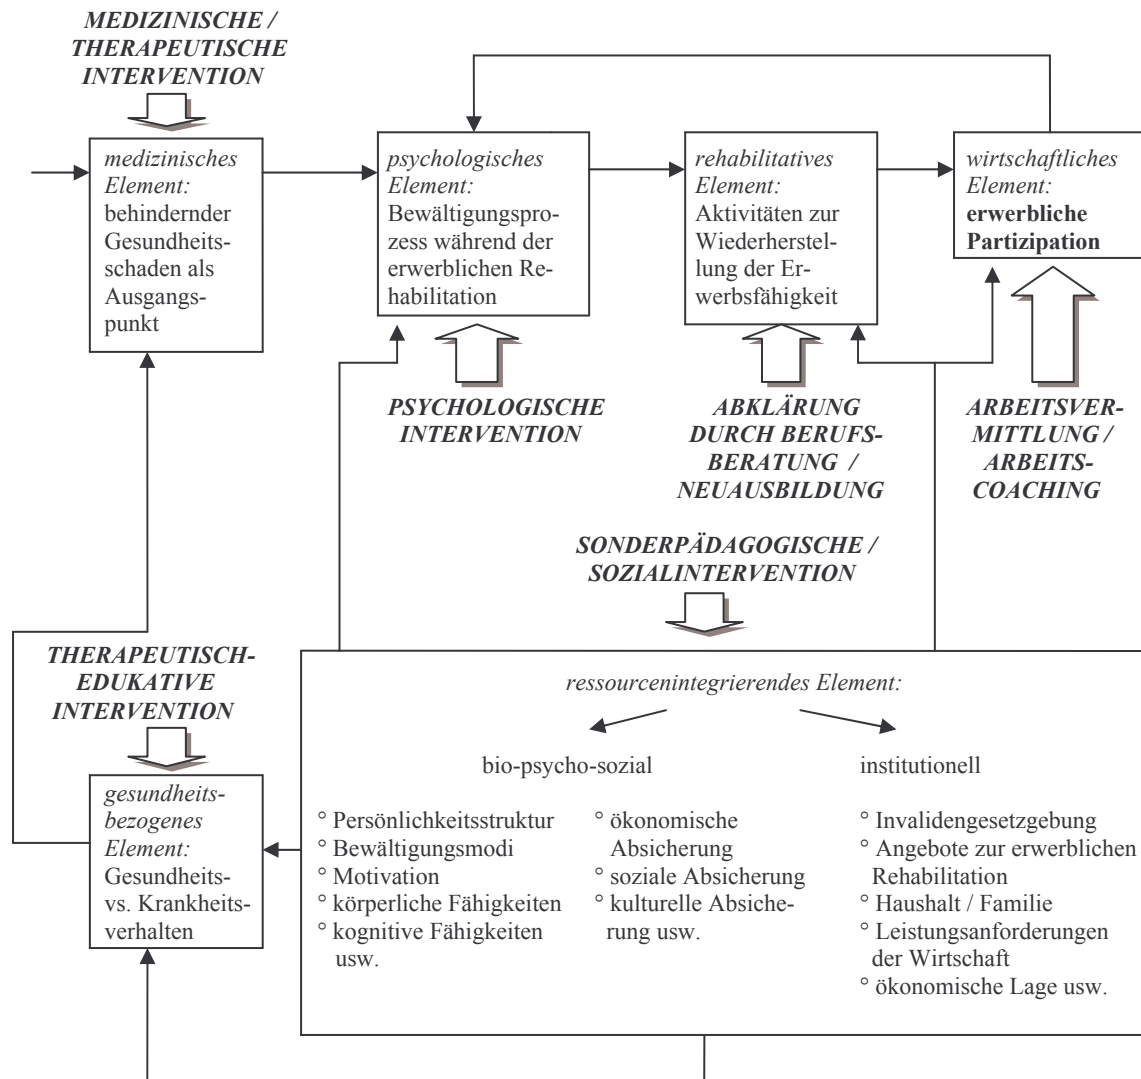 MEDIZINISCHE /
THERAPEUTISCHE
INTERVENTION
medizinisches
Element:
behindernder
Gesundheits-
schaden als
Ausgangs-
punkt
psychologisches
Element:
Bewältigungspro-
zess während der
erwerblichen Re-
habilitation
rehabilitatives
Element:
Aktivitäten zur
Wiederherstel-
lung der Er-
werbsfähigkeit
wirtschaftliches
Element:
erwerbliche
Partizipation
PSYCHOLOGISCHE
INTERVENTION
ABKLÄRUNG
DURCH BERUFS-
BERATUNG /
NEUAUSBILDUNG
ARBEITSVER-
MITTLUNG /
ARBEITS-
COACHING
SONDERPÄDAGOGISCHE /
SOZIALINTERVENTION
THERAPEUTISCH-
EDUKATIVE
INTERVENTION
gesundheits-
bezogenes
Element:
Gesundheits-
vs. Krankheits-
verhalten
ressourcenintegrierendes Element:
bio-psycho-sozial
° Persönlichkeitsstruktur
° Bewältigungsmodi
° Motivation
° körperliche Fähigkeiten
° kognitive Fähigkeiten
usw.
° ökonomische
Absicherung
° soziale Absicherung
° kulturelle Absiche-
rung usw.
institutionell
° Invalidengesetzgebung
° Angebote zur erwerblichen
Rehabilitation
° Haushalt / Familie
° Leistungsanforderungen
der Wirtschaft
° ökonomische Lage usw.